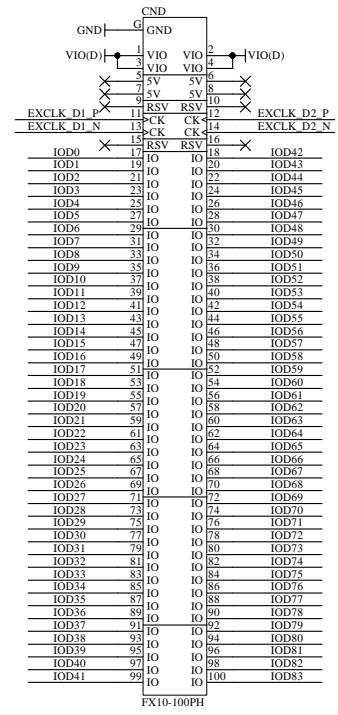 CND
GND G GND
VIO(D) 1 VIO VIO 2 VIO(D)
3 VIO VIO 4
5 5V 5V 6
7 5V 5V 8
9 RSV RSV 10
EXCLK_D1_P 11 >CK CK< 12 EXCLK_D2_P
EXCLK_D1_N 13 >CK CK< 14 EXCLK_D2_N
15 RSV RSV 16
IOD0 17 IO IO 18 IOD42
IOD1 19 IO IO 20 IOD43
IOD2 21 IO IO 22 IOD44
IOD3 23 IO IO 24 IOD45
IOD4 25 IO IO 26 IOD46
IOD5 27 IO IO 28 IOD47
IOD6 29 IO IO 30 IOD48
IOD7 31 IO IO 32 IOD49
IOD8 33 IO IO 34 IOD50
IOD9 35 IO IO 36 IOD51
IOD10 37 IO IO 38 IOD52
IOD11 39 IO IO 40 IOD53
IOD12 41 IO IO 42 IOD54
IOD13 43 IO IO 44 IOD55
IOD14 45 IO IO 46 IOD56
IOD15 47 IO IO 48 IOD57
IOD16 49 IO IO 50 IOD58
IOD17 51 IO IO 52 IOD59
IOD18 53 IO IO 54 IOD60
IOD19 55 IO IO 56 IOD61
IOD20 57 IO IO 58 IOD62
IOD21 59 IO IO 60 IOD63
IOD22 61 IO IO 62 IOD64
IOD23 63 IO IO 64 IOD65
IOD24 65 IO IO 66 IOD66
IOD25 67 IO IO 68 IOD67
IOD26 69 IO IO 70 IOD68
IOD27 71 IO IO 72 IOD69
IOD28 73 IO IO 74 IOD70
IOD29 75 IO IO 76 IOD71
IOD30 77 IO IO 78 IOD72
IOD31 79 IO IO 80 IOD73
IOD32 81 IO IO 82 IOD74
IOD33 83 IO IO 84 IOD75
IOD34 85 IO IO 86 IOD76
IOD35 87 IO IO 88 IOD77
IOD36 89 IO IO 90 IOD78
IOD37 91 IO IO 92 IOD79
IOD38 93 IO IO 94 IOD80
IOD39 95 IO IO 96 IOD81
IOD40 97 IO IO 98 IOD82
IOD41 99 IO IO 100 IOD83
FX10-100PH